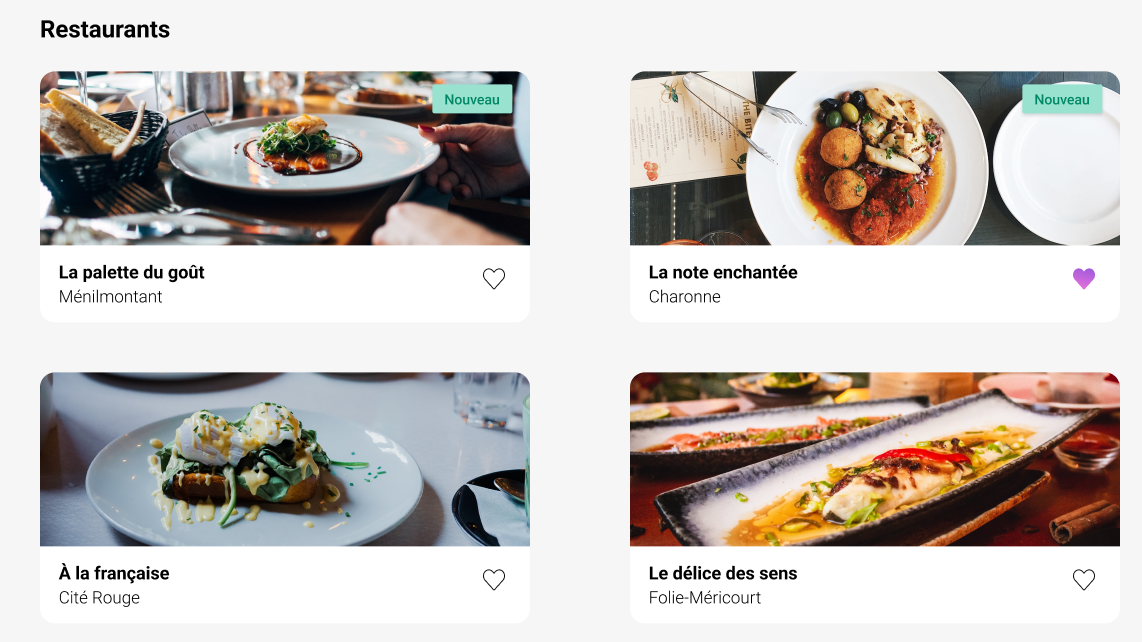 Restaurants
Nouveau
La palette du goût
Ménilmontant
Nouveau
La note enchantée
Charonne
À la française
Cité Rouge
Le délice des sens
Folie-Méricourt